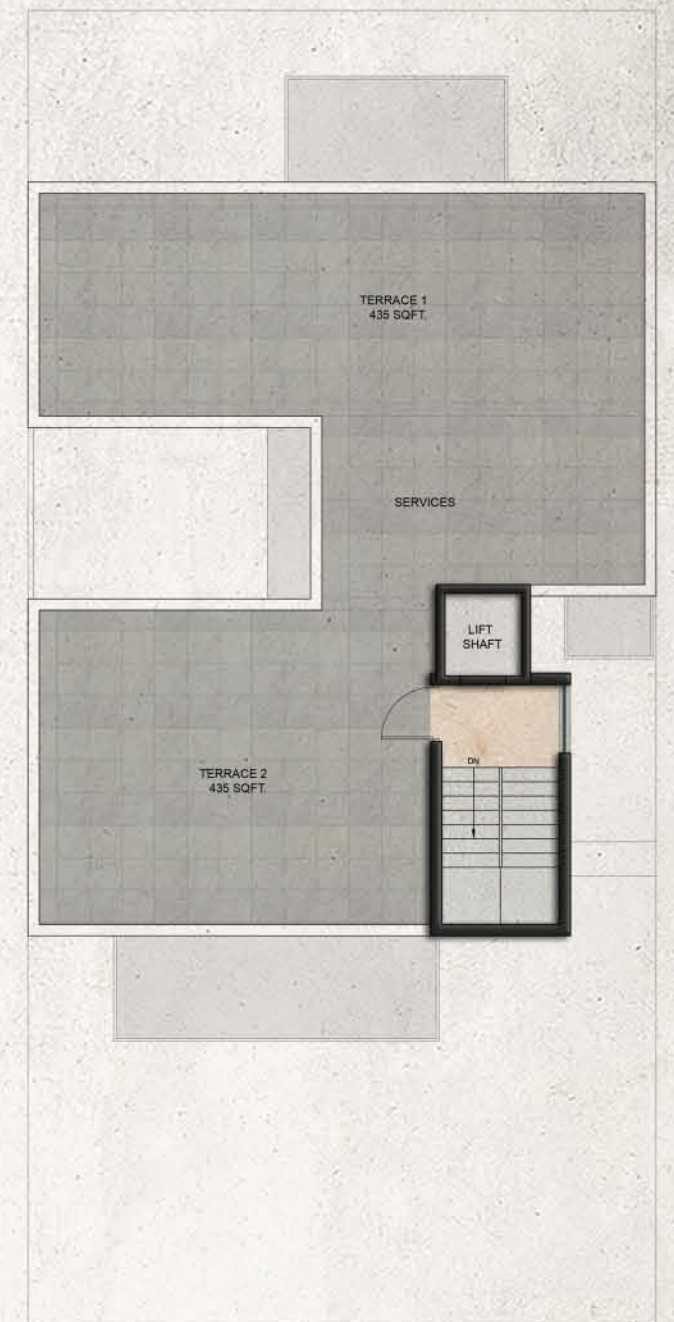 TERRACE 1
435 SQFT.
SERVICES
LIFT
SHAFT
DN
TERRACE 2
435 SQFT.